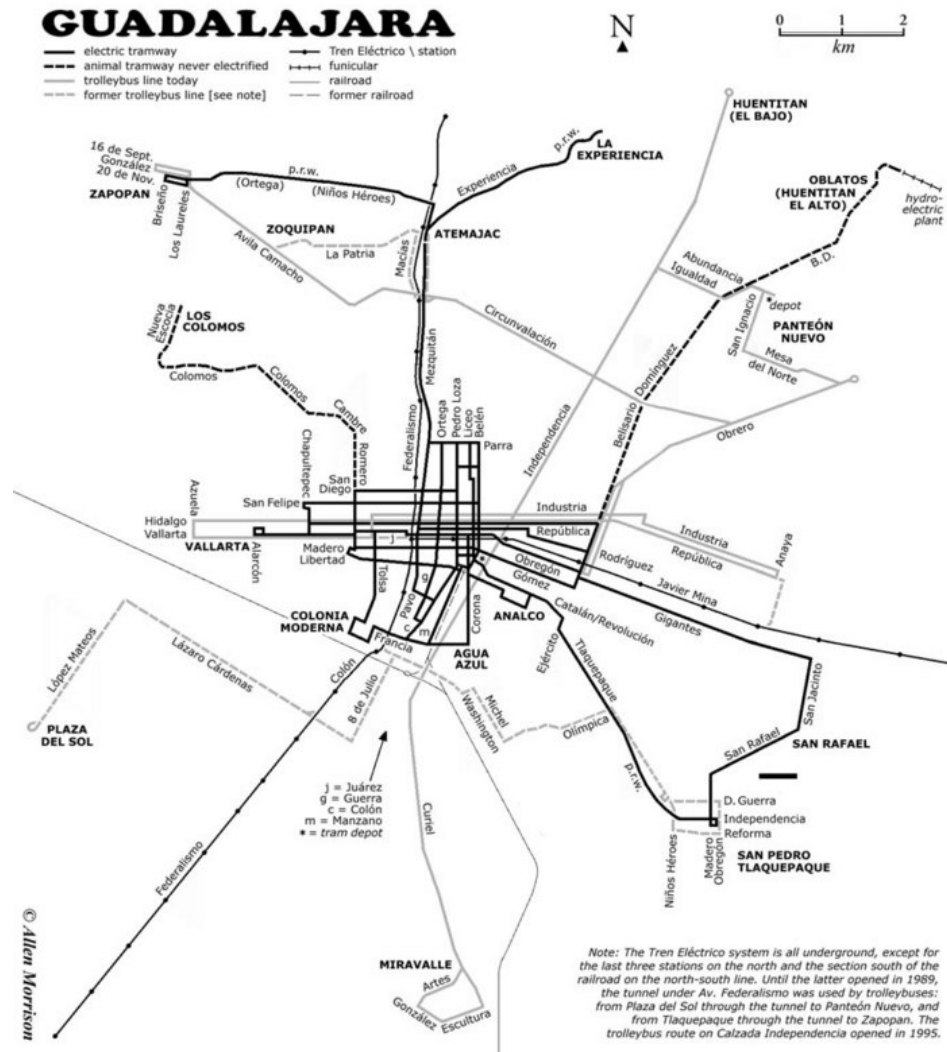 GUADALAJARA
electric tramway
animal tramway never electrified
trolleybus line today
former trolleybus line [see note]
Tren Eléctrico \ station
funicular
railroad
former railroad
N
0 1 2
km
HUENTITAN
(EL BAJO)
LA
EXPERIENCIA
p.r.w.
Experiencia
OBLATOS
(HUENTITAN
EL ALTO)
hydro-
electric
plant
B.D.
16 de Sept.
González
20 de Nov.
ZAPOPAN
Briseño
Los Laureles
p.r.w.
(Ortega)
(Niños Héroes)
ZOQUIPAN
La Patria
Macías
ATEMAJAC
Avila Camacho
Abundancia
Igualdad
depot
San Ignacio
PANTEÓN
NUEVO
Mesa
del Norte
Nueva
Escocia
LOS
COLOMOS
Colomos
Colomos
Cambre
Romero
Circunvalación
Mezquitán
Federalismo
Ortega
Pedro Loza
Liceo
Belén
Parra
Independencia
Belisario
Domínguez
Obrero
Chapultepec
San
Diego
San Felipe
Azuela
Hidalgo
Vallarta
VALLARTA
Alarcón
Madero
Libertad
j
Tolsa
g
Pavo
c
m
Industria
República
Industria
República
Rodríguez
Anaya
Obregón
Gómez
Javier Mina
Gigantes
Catalán/Revolución
*
Corona
ANALCO
COLONIA
MODERNA
Francia
AGUA
AZUL
Ejército
Tlaquepaque
Colón
López Mateos
Lázaro Cárdenas
8 de Julio
PLAZA
DEL SOL
Michel
Washington
Olímpica
p.r.w.
San Jacinto
SAN RAFAEL
San Rafael
j = Juárez
g = Guerra
c = Colón
m = Manzano
* = tram depot
D. Guerra
Independencia
Reforma
Niños Héroes
Madero
Obregón
SAN PEDRO
TLAQUEPAQUE
Curiel
Federalismo
MIRAVALLE
Artes
González
Escultura
© Allen Morrison
Note: The Tren Eléctrico system is all underground, except for
the last three stations on the north and the section south of the
railroad on the north-south line. Until the latter opened in 1989,
the tunnel under Av. Federalismo was used by trolleybuses:
from Plaza del Sol through the tunnel to Panteón Nuevo, and
from Tlaquepaque through the tunnel to Zapopan. The
trolleybus route on Calzada Independencia opened in 1995.